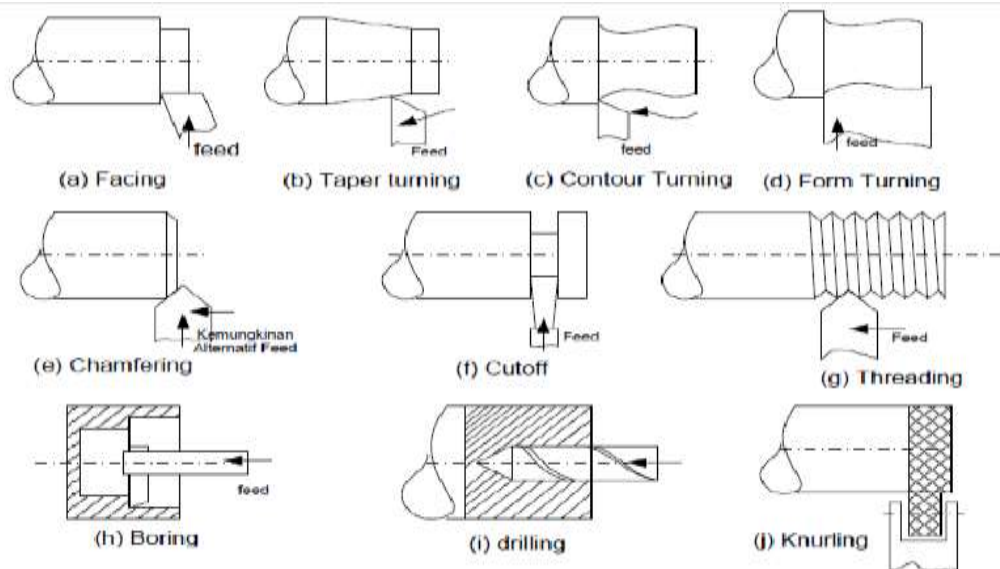 feed
Feed
feed
feed
(a) Facing
(b) Taper turning
(c) Contour Turning
(d) Form Turning
Kemungkinan
Alternatif Feed
Feed
Feed
(e) Chamfering
(f) Cutoff
(g) Threading
feed
(h) Boring
(i) drilling
(j) Knurling